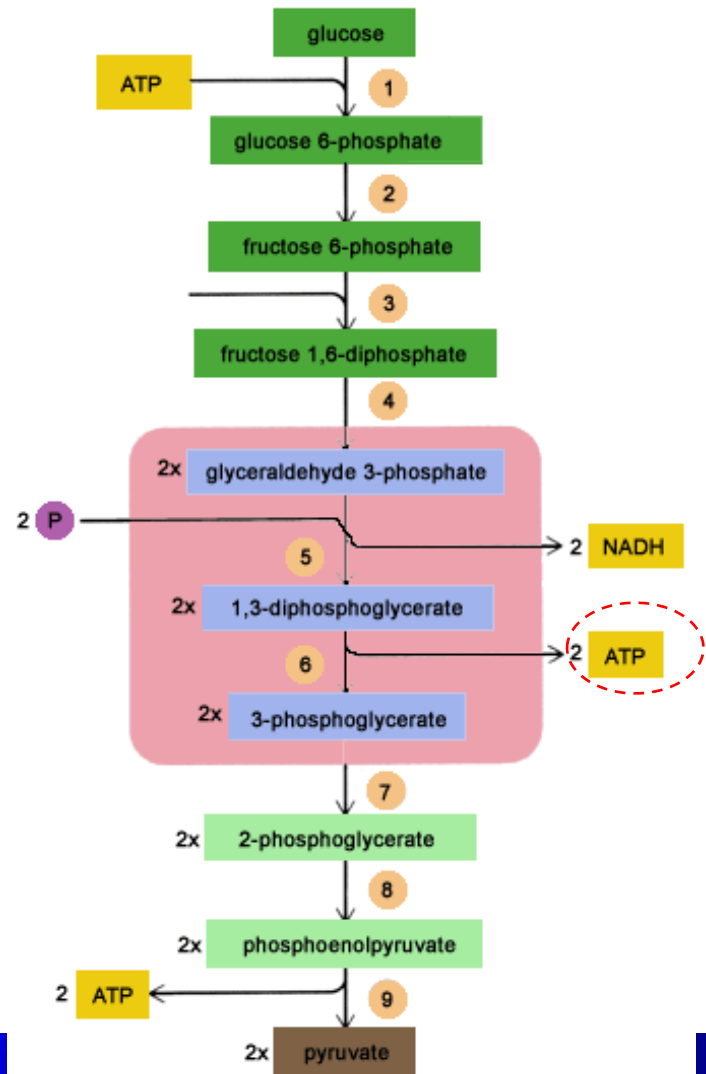 glucose
ATP
1
glucose 6-phosphate
2
fructose 6-phosphate
3
fructose 1,6-diphosphate
4
2x glyceraldehyde 3-phosphate
2 P
2 NADH
5
2x 1,3-diphosphoglycerate
2 ATP
6
2x 3-phosphoglycerate
7
2x 2-phosphoglycerate
8
2x phosphoenolpyruvate
2 ATP
9
2x pyruvate